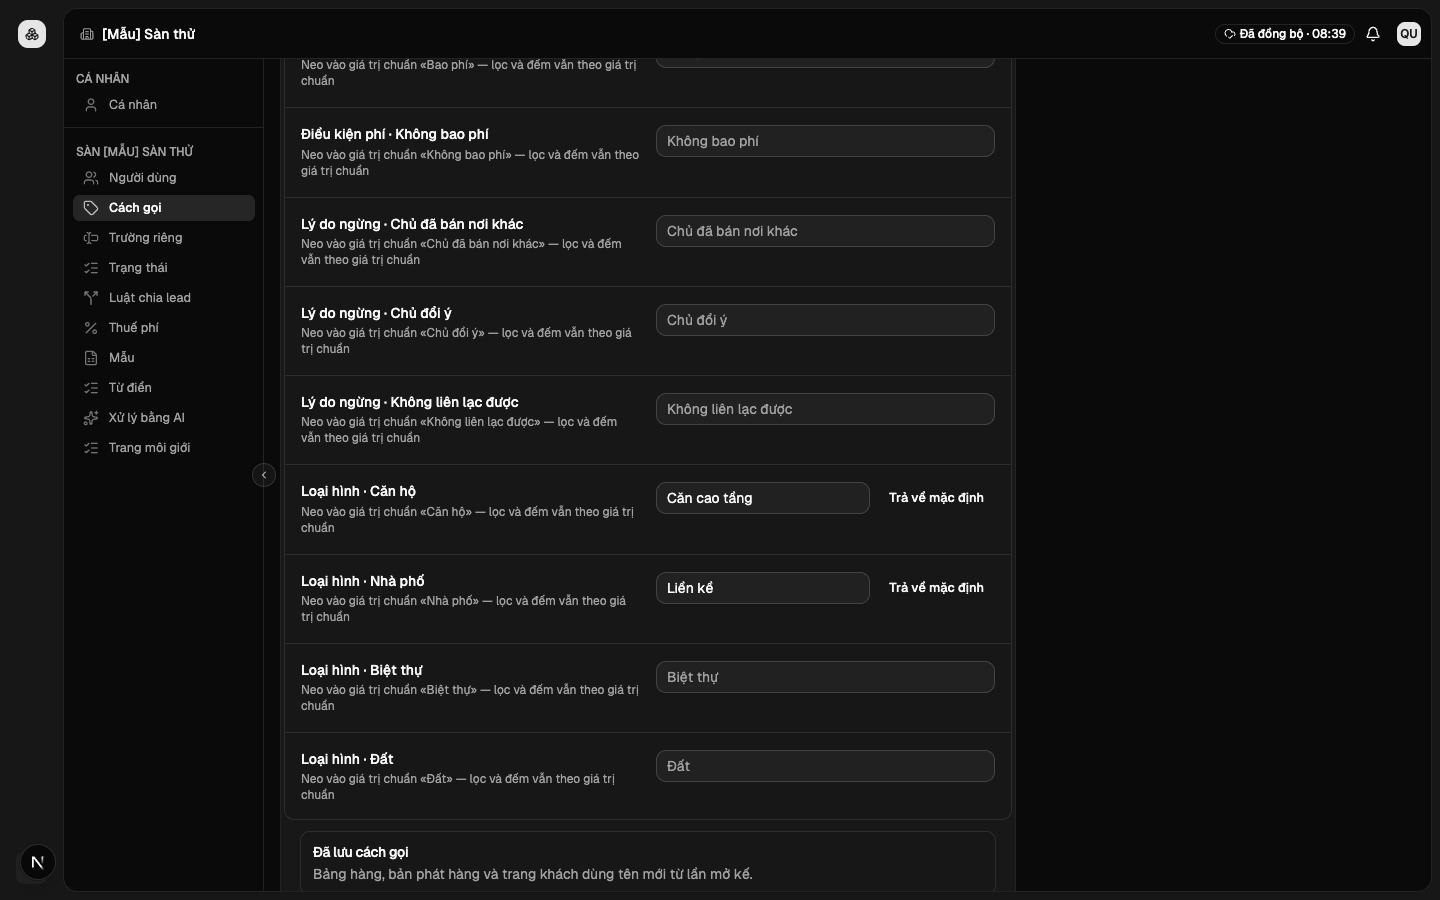 [Mẫu] Sàn thử
Đã đồng bộ · 08:39
QU
CÁ NHÂN
Cá nhân
SÀN [MẪU] SÀN THỬ
Người dùng
Cách gọi
Trường riêng
Trạng thái
Luật chia lead
Thuế phí
Mẫu
Từ điển
Xử lý bằng AI
Trang môi giới
N
Neo vào giá trị chuẩn «Bao phí» — lọc và đếm vẫn theo giá trị
chuẩn
Điều kiện phí · Không bao phí
Neo vào giá trị chuẩn «Không bao phí» — lọc và đếm vẫn theo
giá trị chuẩn
Không bao phí
Lý do ngừng · Chủ đã bán nơi khác
Neo vào giá trị chuẩn «Chủ đã bán nơi khác» — lọc và đếm
vẫn theo giá trị chuẩn
Chủ đã bán nơi khác
Lý do ngừng · Chủ đổi ý
Neo vào giá trị chuẩn «Chủ đổi ý» — lọc và đếm vẫn theo giá
trị chuẩn
Chủ đổi ý
Lý do ngừng · Không liên lạc được
Neo vào giá trị chuẩn «Không liên lạc được» — lọc và đếm
vẫn theo giá trị chuẩn
Không liên lạc được
Loại hình · Căn hộ
Neo vào giá trị chuẩn «Căn hộ» — lọc và đếm vẫn theo giá trị
chuẩn
Căn cao tầng
Trả về mặc định
Loại hình · Nhà phố
Neo vào giá trị chuẩn «Nhà phố» — lọc và đếm vẫn theo giá
trị chuẩn
Liền kề
Trả về mặc định
Loại hình · Biệt thự
Neo vào giá trị chuẩn «Biệt thự» — lọc và đếm vẫn theo giá trị
chuẩn
Biệt thự
Loại hình · Đất
Neo vào giá trị chuẩn «Đất» — lọc và đếm vẫn theo giá trị
chuẩn
Đất
Đã lưu cách gọi
Bảng hàng, bản phát hàng và trang khách dùng tên mới từ lần mở kế.